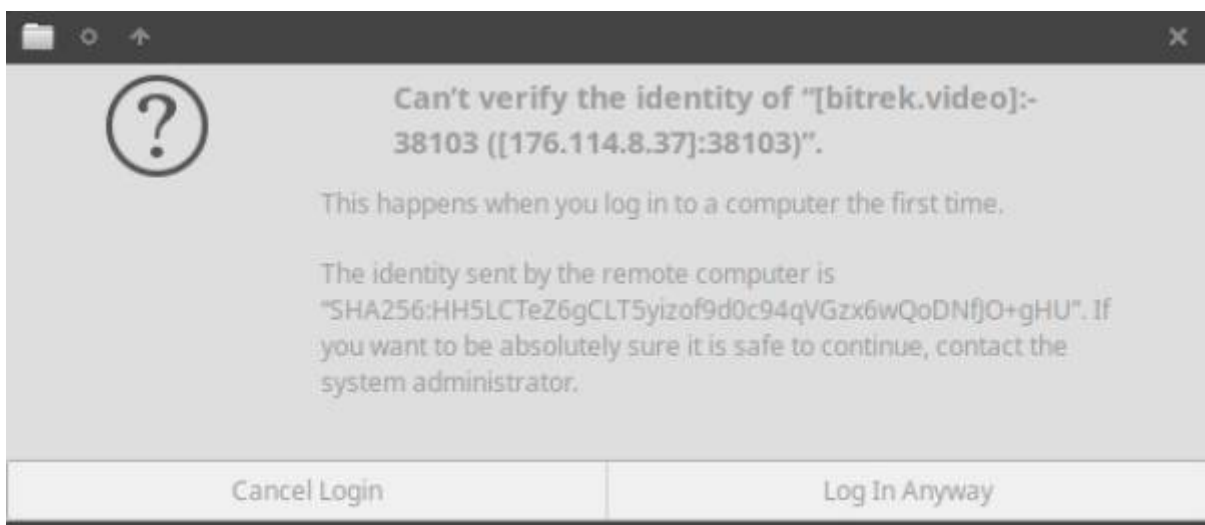 Can’t verify the identity of “[bitrek.video]:-
38103 ([176.114.8.37]:38103)”.
This happens when you log in to a computer the first time.
The identity sent by the remote computer is
“SHA256:HH5LCTeZ6gCLT5yizof9d0c94qVGzx6wQoDNfJO+gHU”. If
you want to be absolutely sure it is safe to continue, contact the
system administrator.
Cancel Login
Log In Anyway